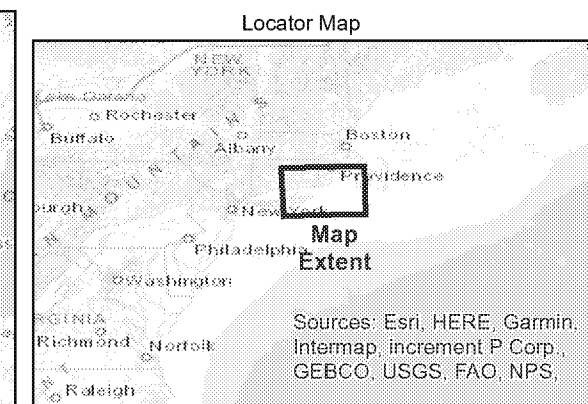 Locator Map
NEW
YORK
Rochester
Buffalo
Albany
Boston
Providence
burgh
New York
Philadelphia
Map
Extent
Washington
Sources: Esri, HERE, Garmin,
Intermap, increment P Corp.,
GEBCO, USGS, FAO, NPS,
Richmond
Norfolk
Raleigh